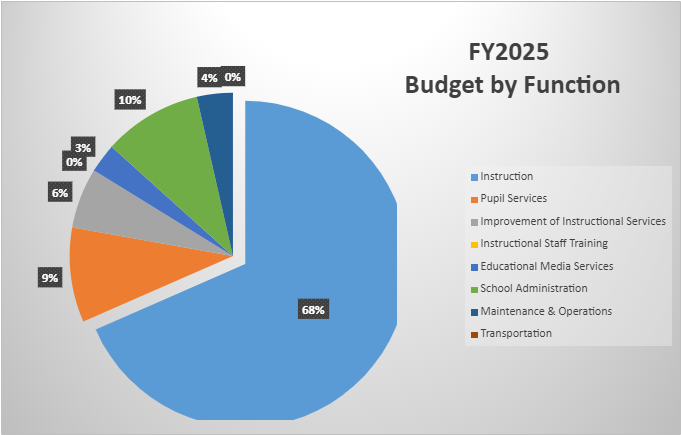 FY2025
Budget by Function
4%
0%
10%
3%
0%
6%
9%
68%
Instruction
Pupil Services
Improvement of Instructional Services
Instructional Staff Training
Educational Media Services
School Administration
Maintenance & Operations
Transportation